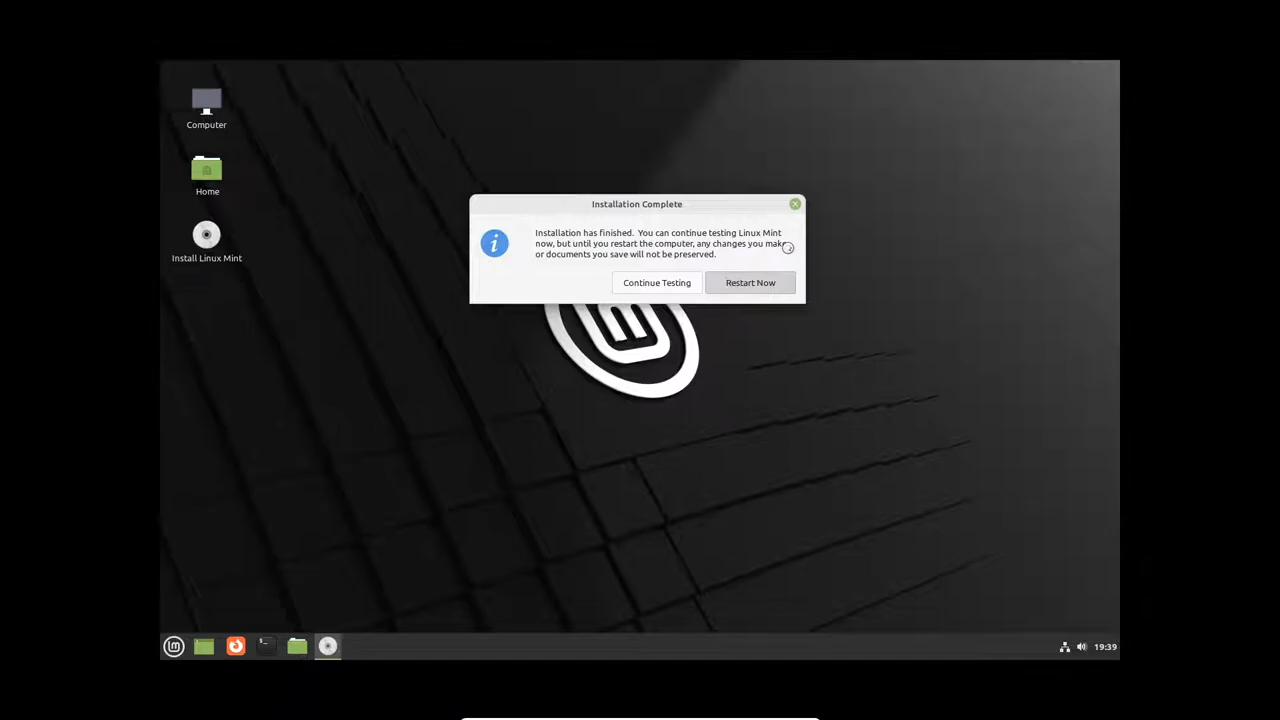 Computer
Home
Install Linux Mint
Installation Complete
Installation has finished. You can continue testing Linux Mint
now, but until you restart the computer, any changes you make
or documents you save will not be preserved.
Continue Testing
Restart Now
19:39